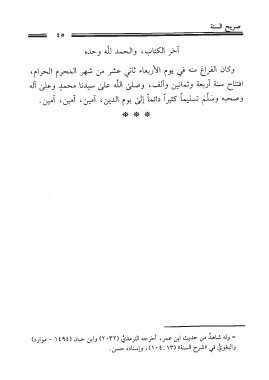 صريح السنة
٤٥
آخر الكتاب، والحمد لله وحده
وكان الفراغ منه في يوم الأربعاء ثاني عشر من شهر المحرم الحرام،
افتتاح سنة أربعة وثمانين وألف، وصلى الله على سيدنا محمدٍ وعلى آله
وصحبه وسَلَّم تسليماً كثيراً دائماً إلى يوم الدين، آمين، آمين، آمين.
* * *
= وله شاهدٌ من حديث ابن عمر، أخرجه الترمذيُّ (٢٠٣٢) وابن حبان (١٤٩٤ - موارد)
والبغويُّ في «شرح السنة» (١٣: ١٠٤)، وإسناده حسن.